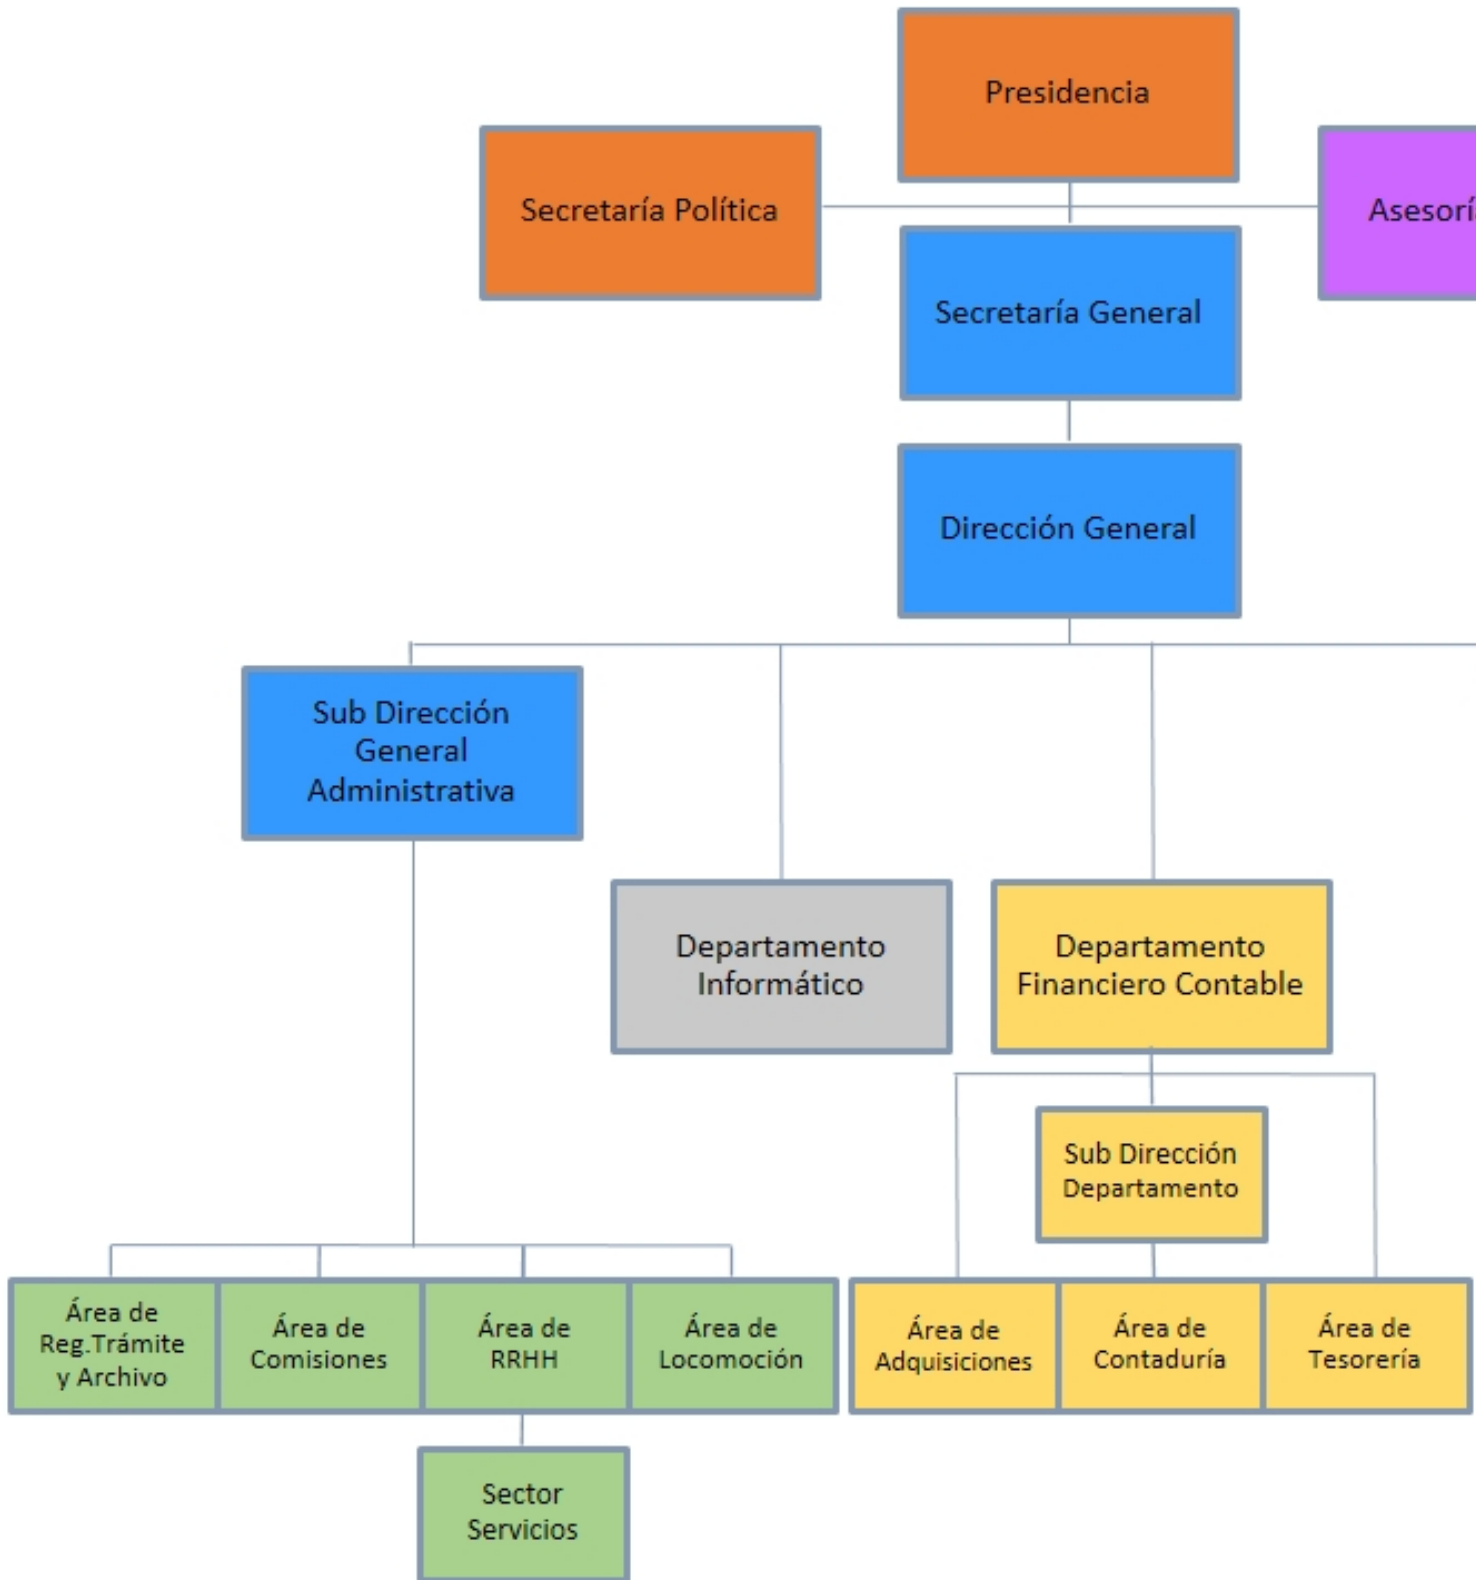 Presidencia
Secretaría Política
Secretaría General
Dirección General
Sub Dirección
General
Administrativa
Departamento
Informático
Departamento
Financiero Contable
Sub Dirección
Departamento
Área de
Reg.Trámite
y Archivo
Área de
Comisiones
Área de
RRHH
Área de
Locomoción
Área de
Adquisiciones
Área de
Contaduría
Área de
Tesorería
Sector
Servicios